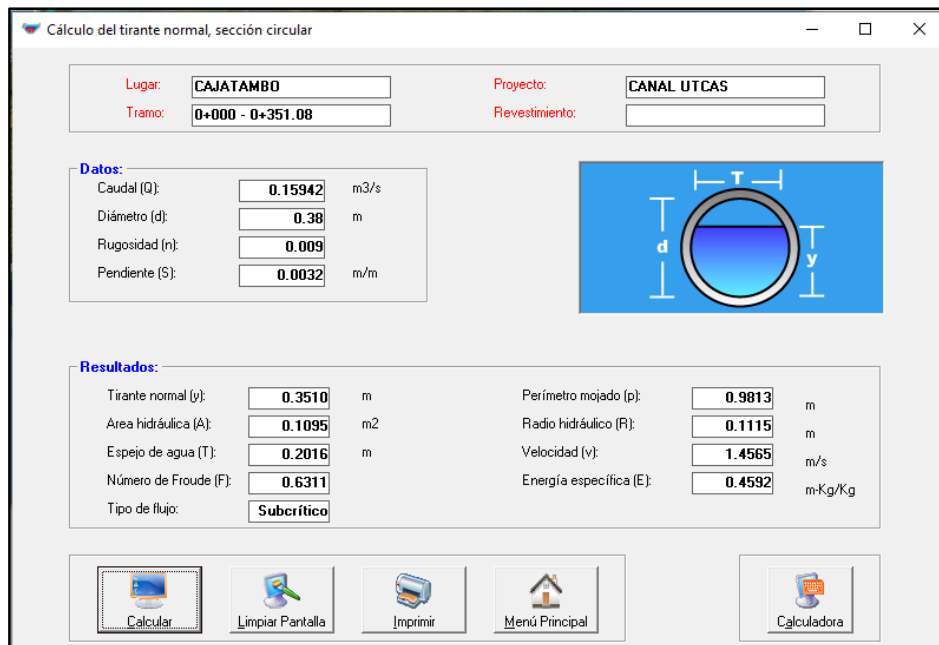 Cálculo del tirante normal, sección circular
Lugar: CAJATAMBO Proyecto: CANAL UTCAS
Tramo: 0+000 - 0+351.08 Revestimiento:
Datos:
Caudal (Q): 0.15942 m3/s
Diámetro (d): 0.38 m
Rugosidad (n): 0.009
Pendiente (S): 0.0032 m/m
T
d
y
Resultados:
Tirante normal (y): 0.3510 m Perímetro mojado (p): 0.9813 m
Area hidráulica (A): 0.1095 m2 Radio hidráulico (R): 0.1115 m
Espejo de agua (T): 0.2016 m Velocidad (v): 1.4565 m/s
Número de Froude (F): 0.6311 Energía específica (E): 0.4592 m-Kg/Kg
Tipo de flujo: Subcrítico
Calcular Limpiar Pantalla Imprimir Menú Principal Calculadora